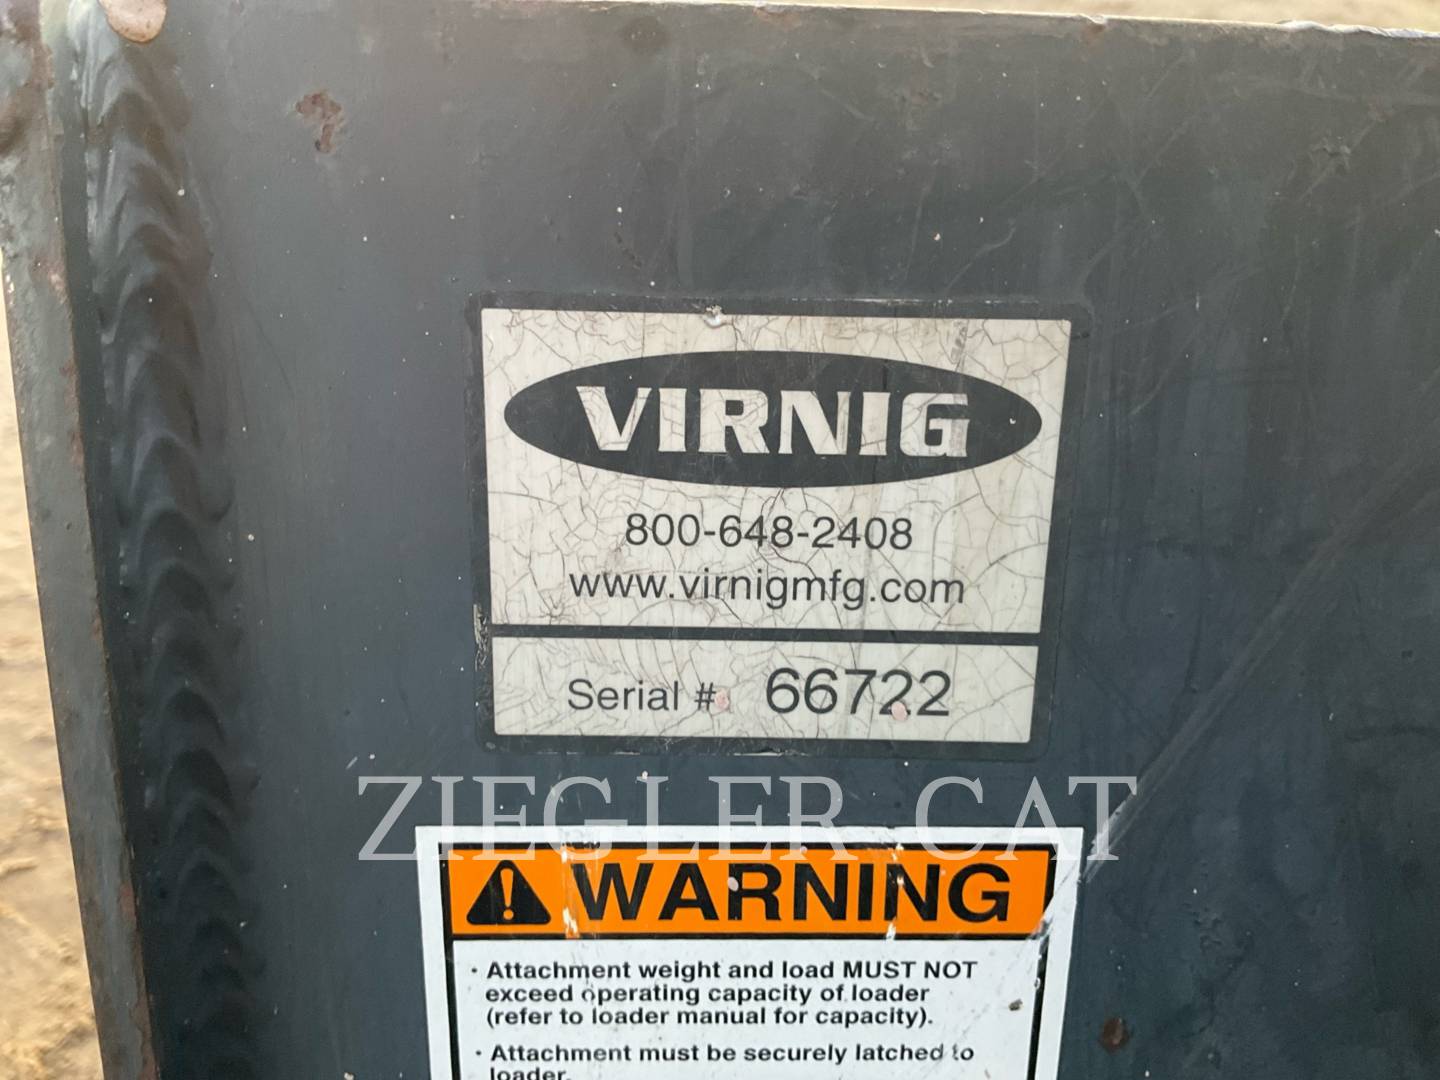 VIRNIG
800-648-2408
www.virnigmfg.com
Serial # 66722
ZIEGLER CAT
WARNING
· Attachment weight and load MUST NOT
exceed operating capacity of loader
(refer to loader manual for capacity).
· Attachment must be securely latched to
loader.